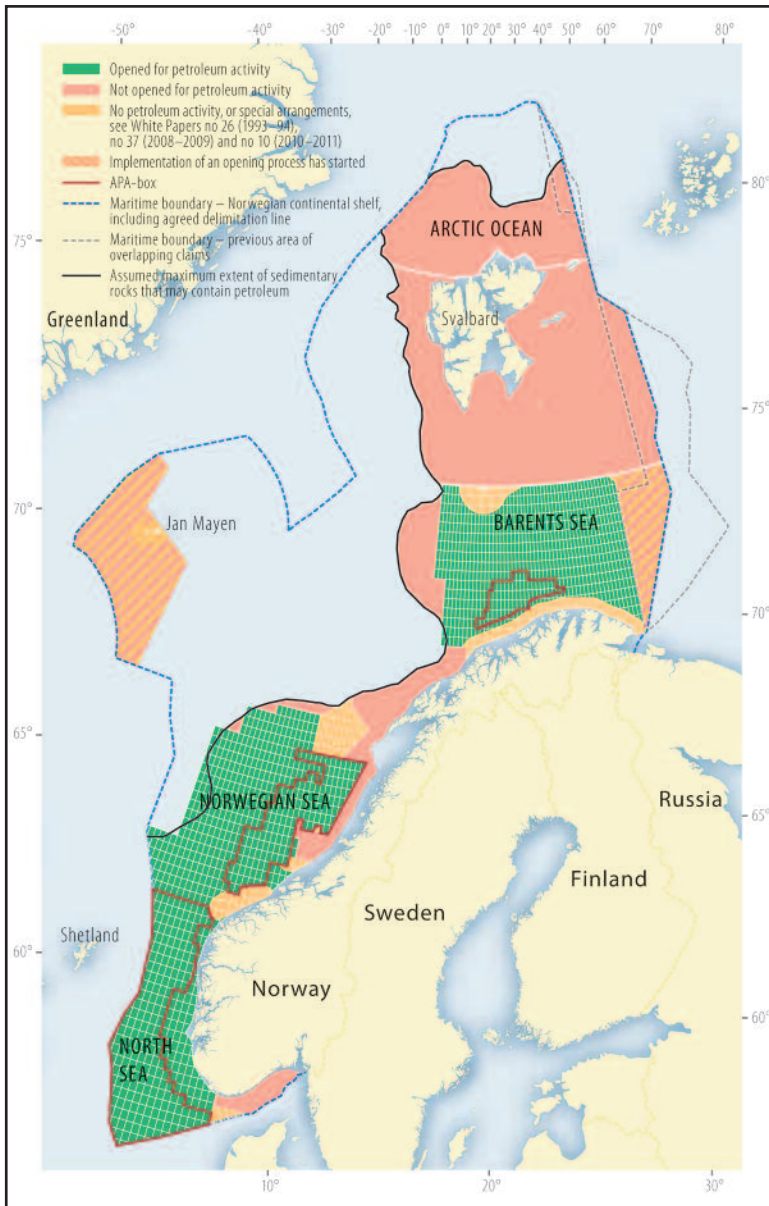 -50° -40° -30° -20° -10° 0° 10° 20° 30° 40° 50° 60° 70° 80°
Opened for petroleum activity
Not opened for petroleum activity
No petroleum activity, or special arrangements,
see White Papers no 26 (1993–94),
no 37 (2008–2009) and no 10 (2010–2011)
Implementation of an opening process has started
APA-box
Maritime boundary – Norwegian continental shelf,
including agreed delimitation line
Maritime boundary – previous area of
overlapping claims
Assumed maximum extent of sedimentary
rocks that may contain petroleum
80°
ARCTIC OCEAN
75°
Greenland
Svalbard
75°
70°
Jan Mayen
BARENTS SEA
70°
65°
NORWEGIAN SEA
Russia
65°
Finland
Sweden
Shetland
60°
Norway
60°
NORTH
SEA
10° 20° 30°